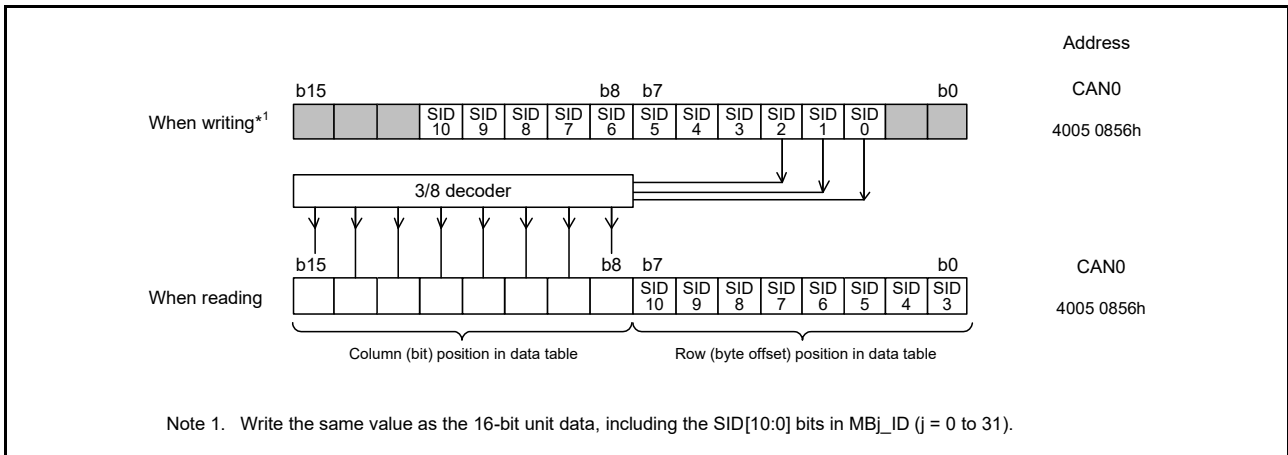 Address
b15 b8 b7 b0 CAN0
When writing*1 SID 10 SID 9 SID 8 SID 7 SID 6 SID 5 SID 4 SID 3 SID 2 SID 1 SID 0 4005 0856h
3/8 decoder
b15 b8 b7 b0 CAN0
When reading SID 10 SID 9 SID 8 SID 7 SID 6 SID 5 SID 4 SID 3 4005 0856h
Column (bit) position in data table Row (byte offset) position in data table
Note 1. Write the same value as the 16-bit unit data, including the SID[10:0] bits in MBj_ID (j = 0 to 31).